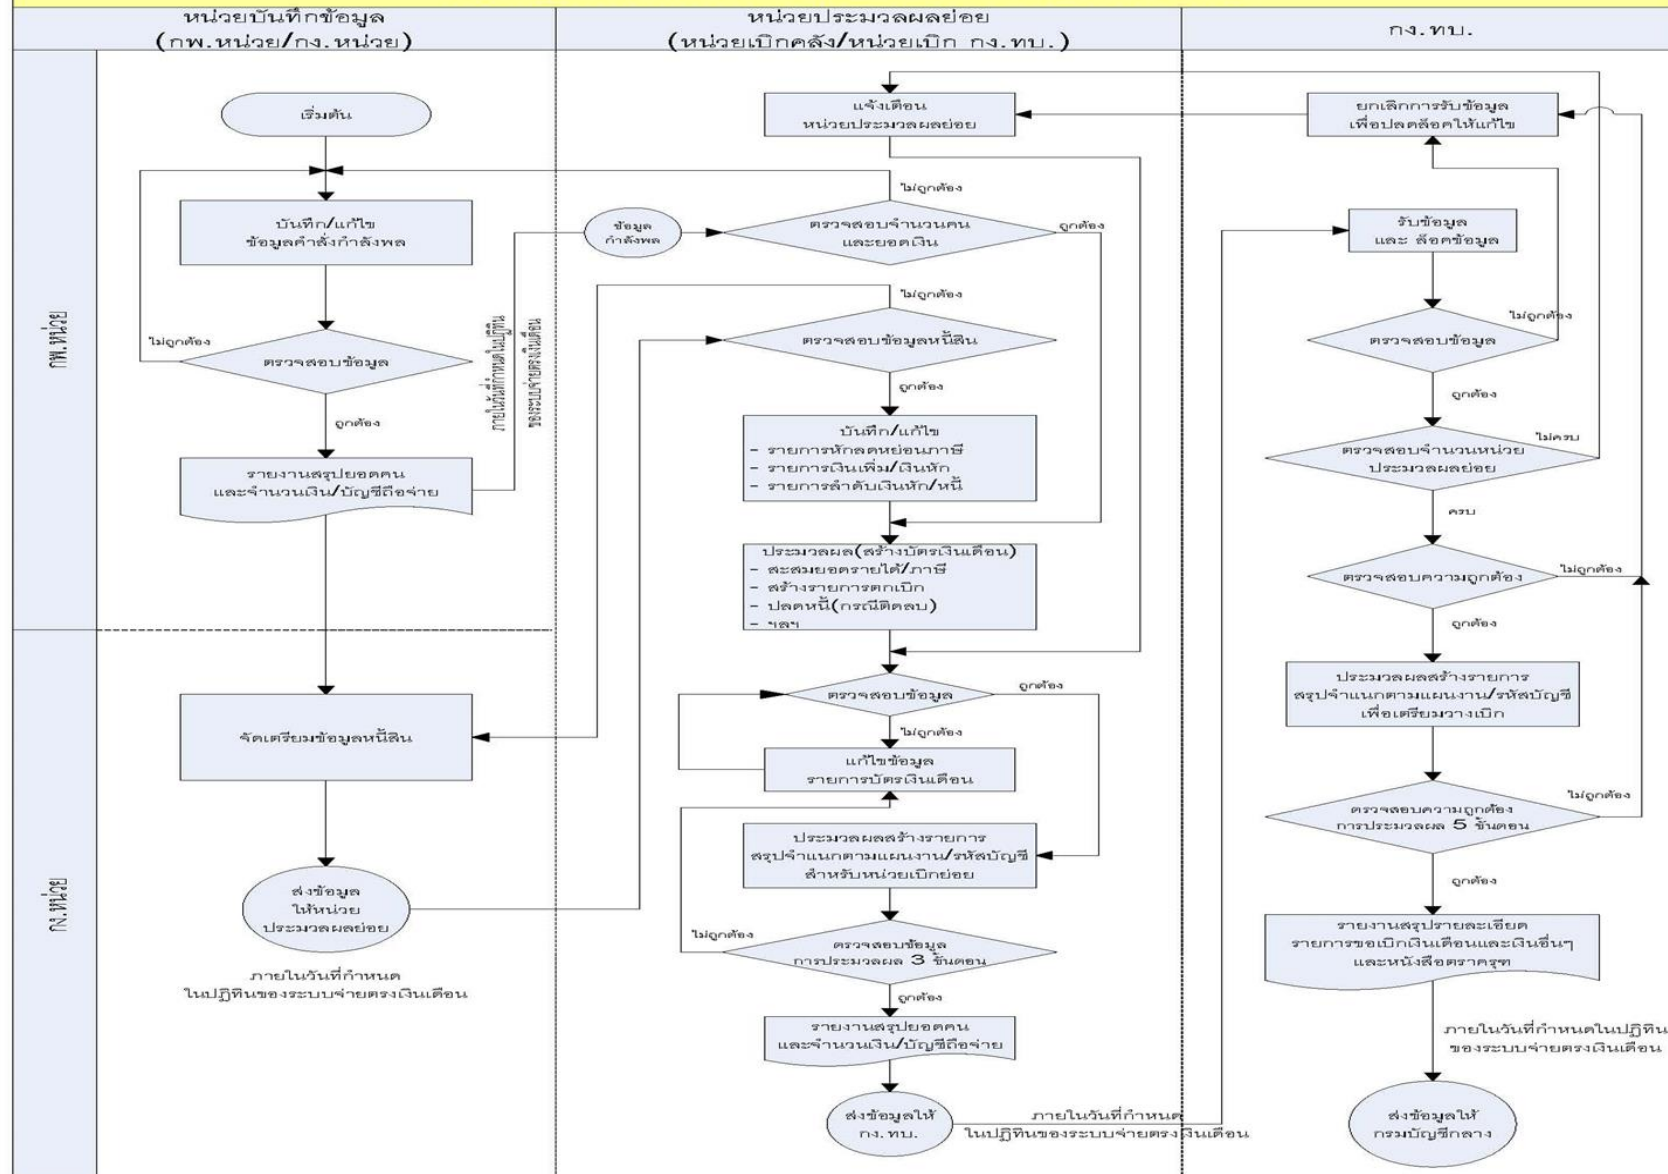 หน่วยบันทึกข้อมูล
(กพ.หน่วย/กง.หน่วย)
หน่วยประมวลผลย่อย
(หน่วยเบิกคลัง/หน่วยเบิก กง.ทบ.)
กง.ทบ.
กพ.หน่วย
เริ่มต้น
บันทึก/แก้ไข
ข้อมูลคำสั่งกำลังพล
ไม่ถูกต้อง
ตรวจสอบข้อมูล
ถูกต้อง
รายงานสรุปยอดคน
และจำนวนเงิน/บัญชีถือจ่าย
ภายในวันที่กำหนดในปฏิทิน
ของระบบจ่ายตรงเงินเดือน
กง.หน่วย
จัดเตรียมข้อมูลหนี้สิน
ส่งข้อมูล
ให้หน่วย
ประมวลผลย่อย
ภายในวันที่กำหนด
ในปฏิทินของระบบจ่ายตรงเงินเดือน
แจ้งเตือน
หน่วยประมวลผลย่อย
ไม่ถูกต้อง
ข้อมูล
กำลังพล
ตรวจสอบจำนวนคน
และยอดเงิน
ถูกต้อง
ไม่ถูกต้อง
ตรวจสอบข้อมูลหนี้สิน
ถูกต้อง
บันทึก/แก้ไข
- รายการหักลดหย่อนภาษี
- รายการเงินเพิ่ม/เงินหัก
- รายการลำดับเงินหัก/หนี้
ประมวลผล(สร้างบัตรเงินเดือน)
- สะสมยอดรายได้/ภาษี
- สร้างรายการตกเบิก
- ปลดหนี้(กรณีติดลบ)
- ฯลฯ
ตรวจสอบข้อมูล
ถูกต้อง
ไม่ถูกต้อง
แก้ไขข้อมูล
รายการบัตรเงินเดือน
ประมวลผลสร้างรายการ
สรุปจำแนกตามแผนงาน/รหัสบัญชี
สำหรับหน่วยเบิกย่อย
ไม่ถูกต้อง
ตรวจสอบข้อมูล
การประมวลผล 3 ขั้นตอน
ถูกต้อง
รายงานสรุปยอดคน
และจำนวนเงิน/บัญชีถือจ่าย
ส่งข้อมูลให้
กง.ทบ.
ภายในวันที่กำหนด
ในปฏิทินของระบบจ่ายตรงเงินเดือน
ยกเลิกการรับข้อมูล
เพื่อปลดล็อคให้แก้ไข
รับข้อมูล
และ ล็อคข้อมูล
ไม่ถูกต้อง
ตรวจสอบข้อมูล
ถูกต้อง
ไม่ครบ
ตรวจสอบจำนวนหน่วย
ประมวลผลย่อย
ครบ
ตรวจสอบความถูกต้อง
ไม่ถูกต้อง
ถูกต้อง
ประมวลผลสร้างรายการ
สรุปจำแนกตามแผนงาน/รหัสบัญชี
เพื่อเตรียมวางเบิก
ไม่ถูกต้อง
ตรวจสอบความถูกต้อง
การประมวลผล 5 ขั้นตอน
ถูกต้อง
รายงานสรุปรายละเอียด
รายการขอเบิกเงินเดือนและเงินอื่นๆ
และหนังสือตราครุฑ
ภายในวันที่กำหนดในปฏิทิน
ของระบบจ่ายตรงเงินเดือน
ส่งข้อมูลให้
กรมบัญชีกลาง